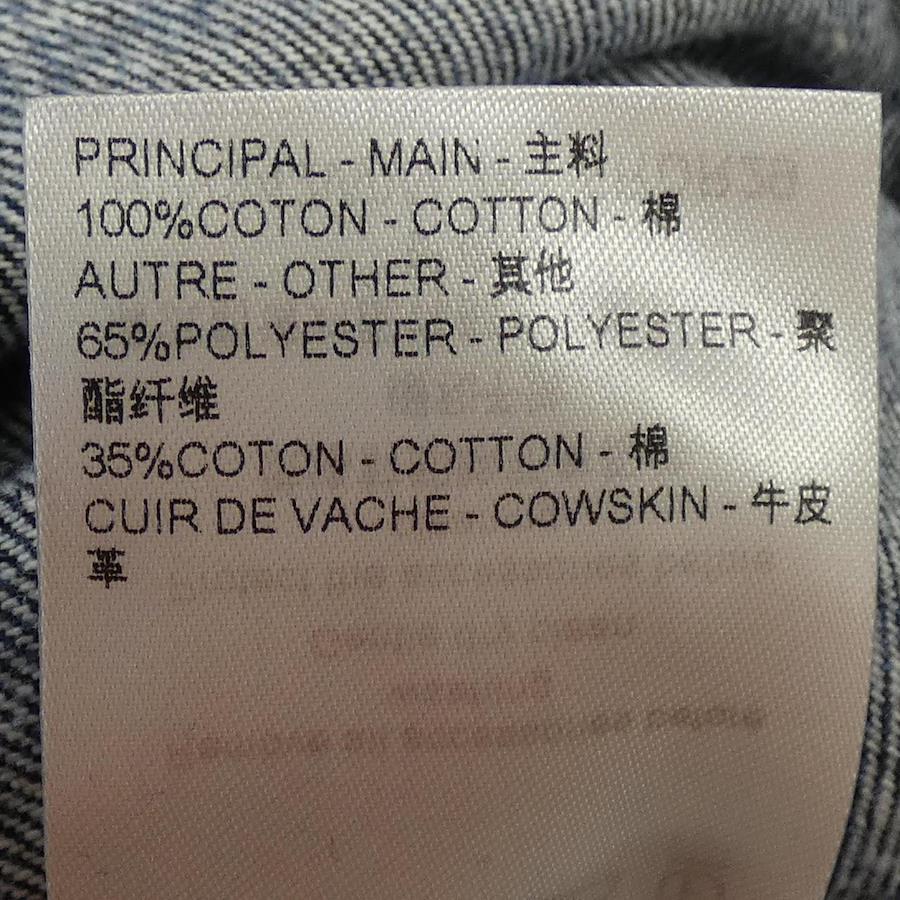 PRINCIPAL - MAIN - 主料
100%COTON - COTTON - 棉
AUTRE - OTHER - 其他
65%POLYESTER - POLYESTER - 聚
酯纤维
35%COTON - COTTON - 棉
CUIR DE VACHE - COWSKIN - 牛皮
革